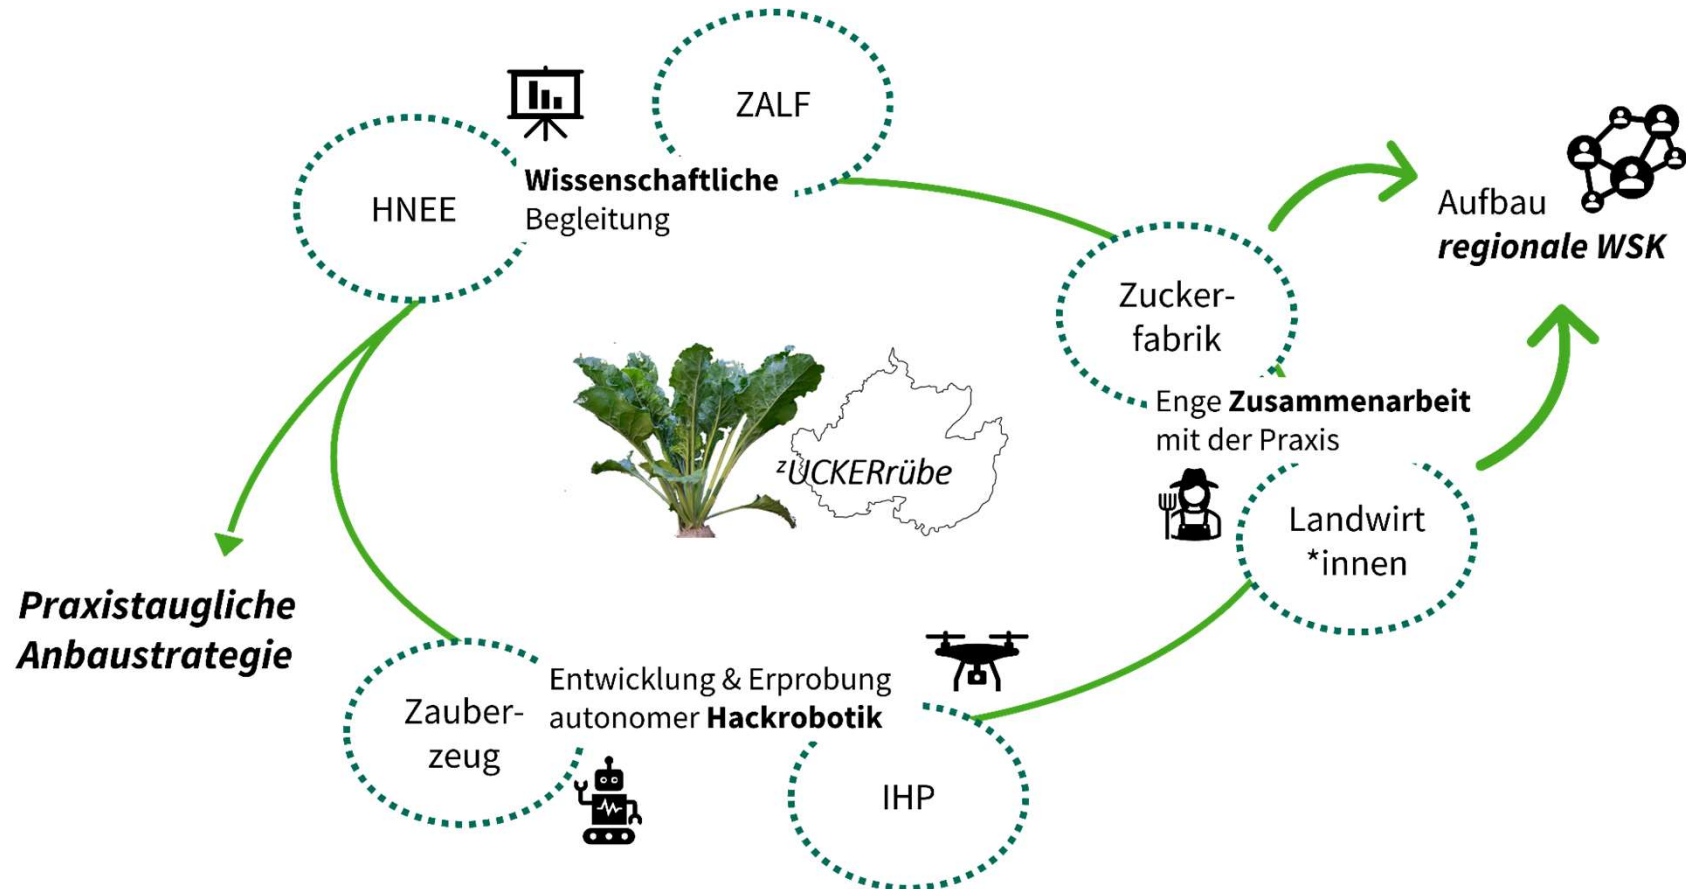 ZALF
HNEE
Wissenschaftliche
Begleitung
Aufbau
regionale WSK
Zucker-
fabrik
Enge Zusammenarbeit
mit der Praxis
zUCKERrübe
Landwirt
*innen
Praxistaugliche
Anbaustrategie
Entwicklung & Erprobung
autonomer Hackrobotik
Zauber-
zeug
IHP